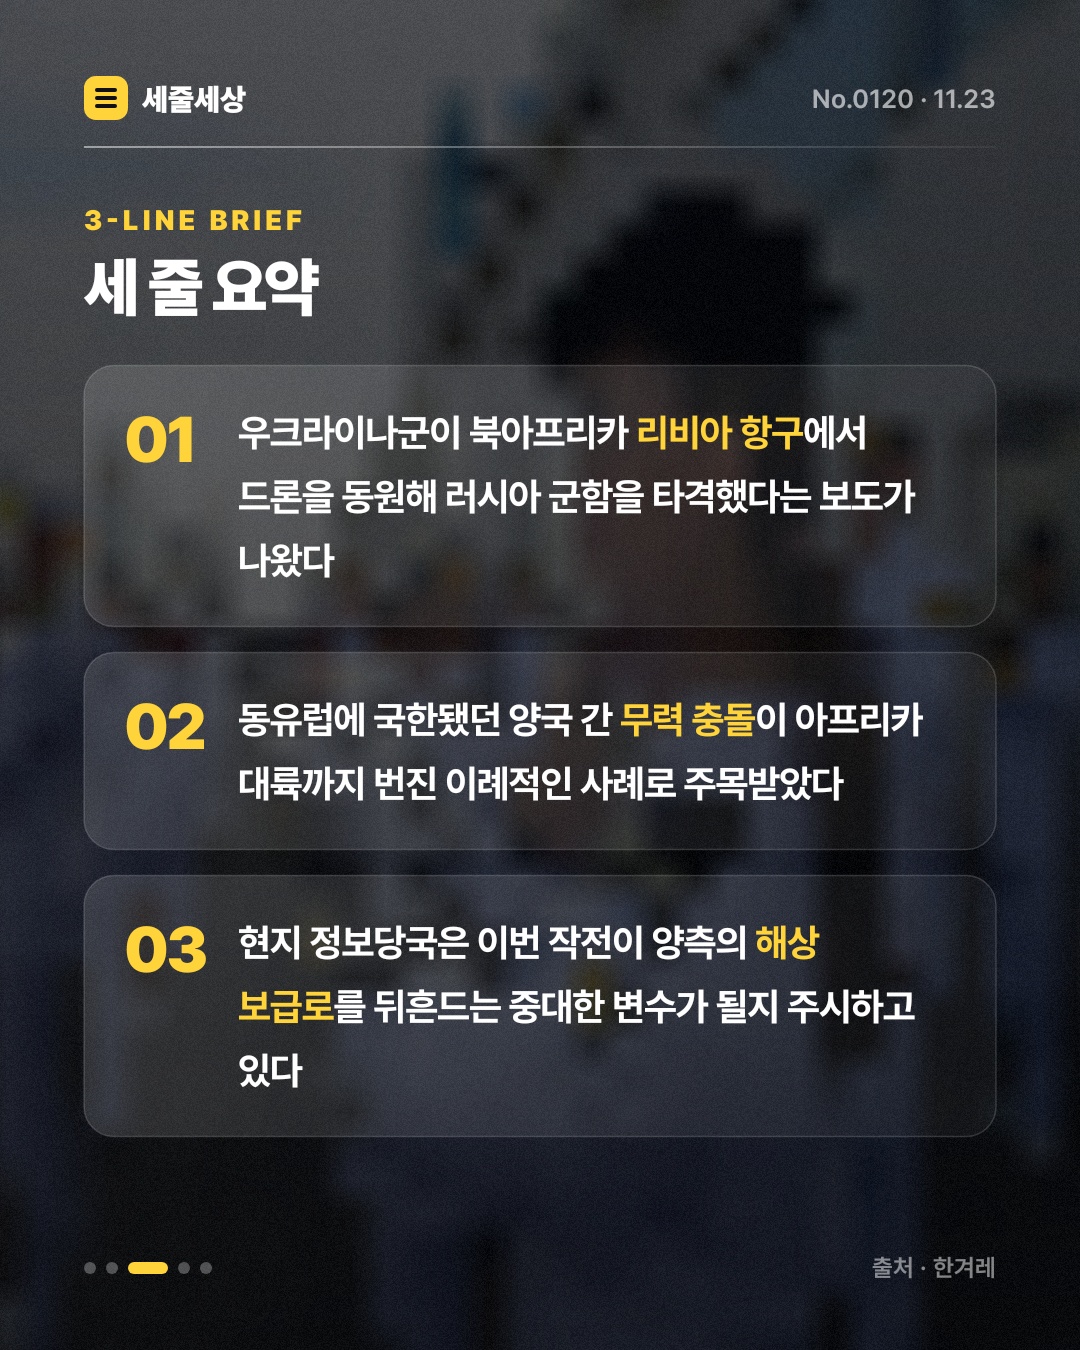 세줄세상
No.0120 · 11.23
3-LINE BRIEF
세 줄 요약
01
우크라이나군이 북아프리카 리비아 항구에서
드론을 동원해 러시아 군함을 타격했다는 보도가
나왔다
02
동유럽에 국한됐던 양국 간 무력 충돌이 아프리카
대륙까지 번진 이례적인 사례로 주목받았다
03
현지 정보당국은 이번 작전이 양측의 해상
보급로를 뒤흔드는 중대한 변수가 될지 주시하고
있다
출처 · 한겨레